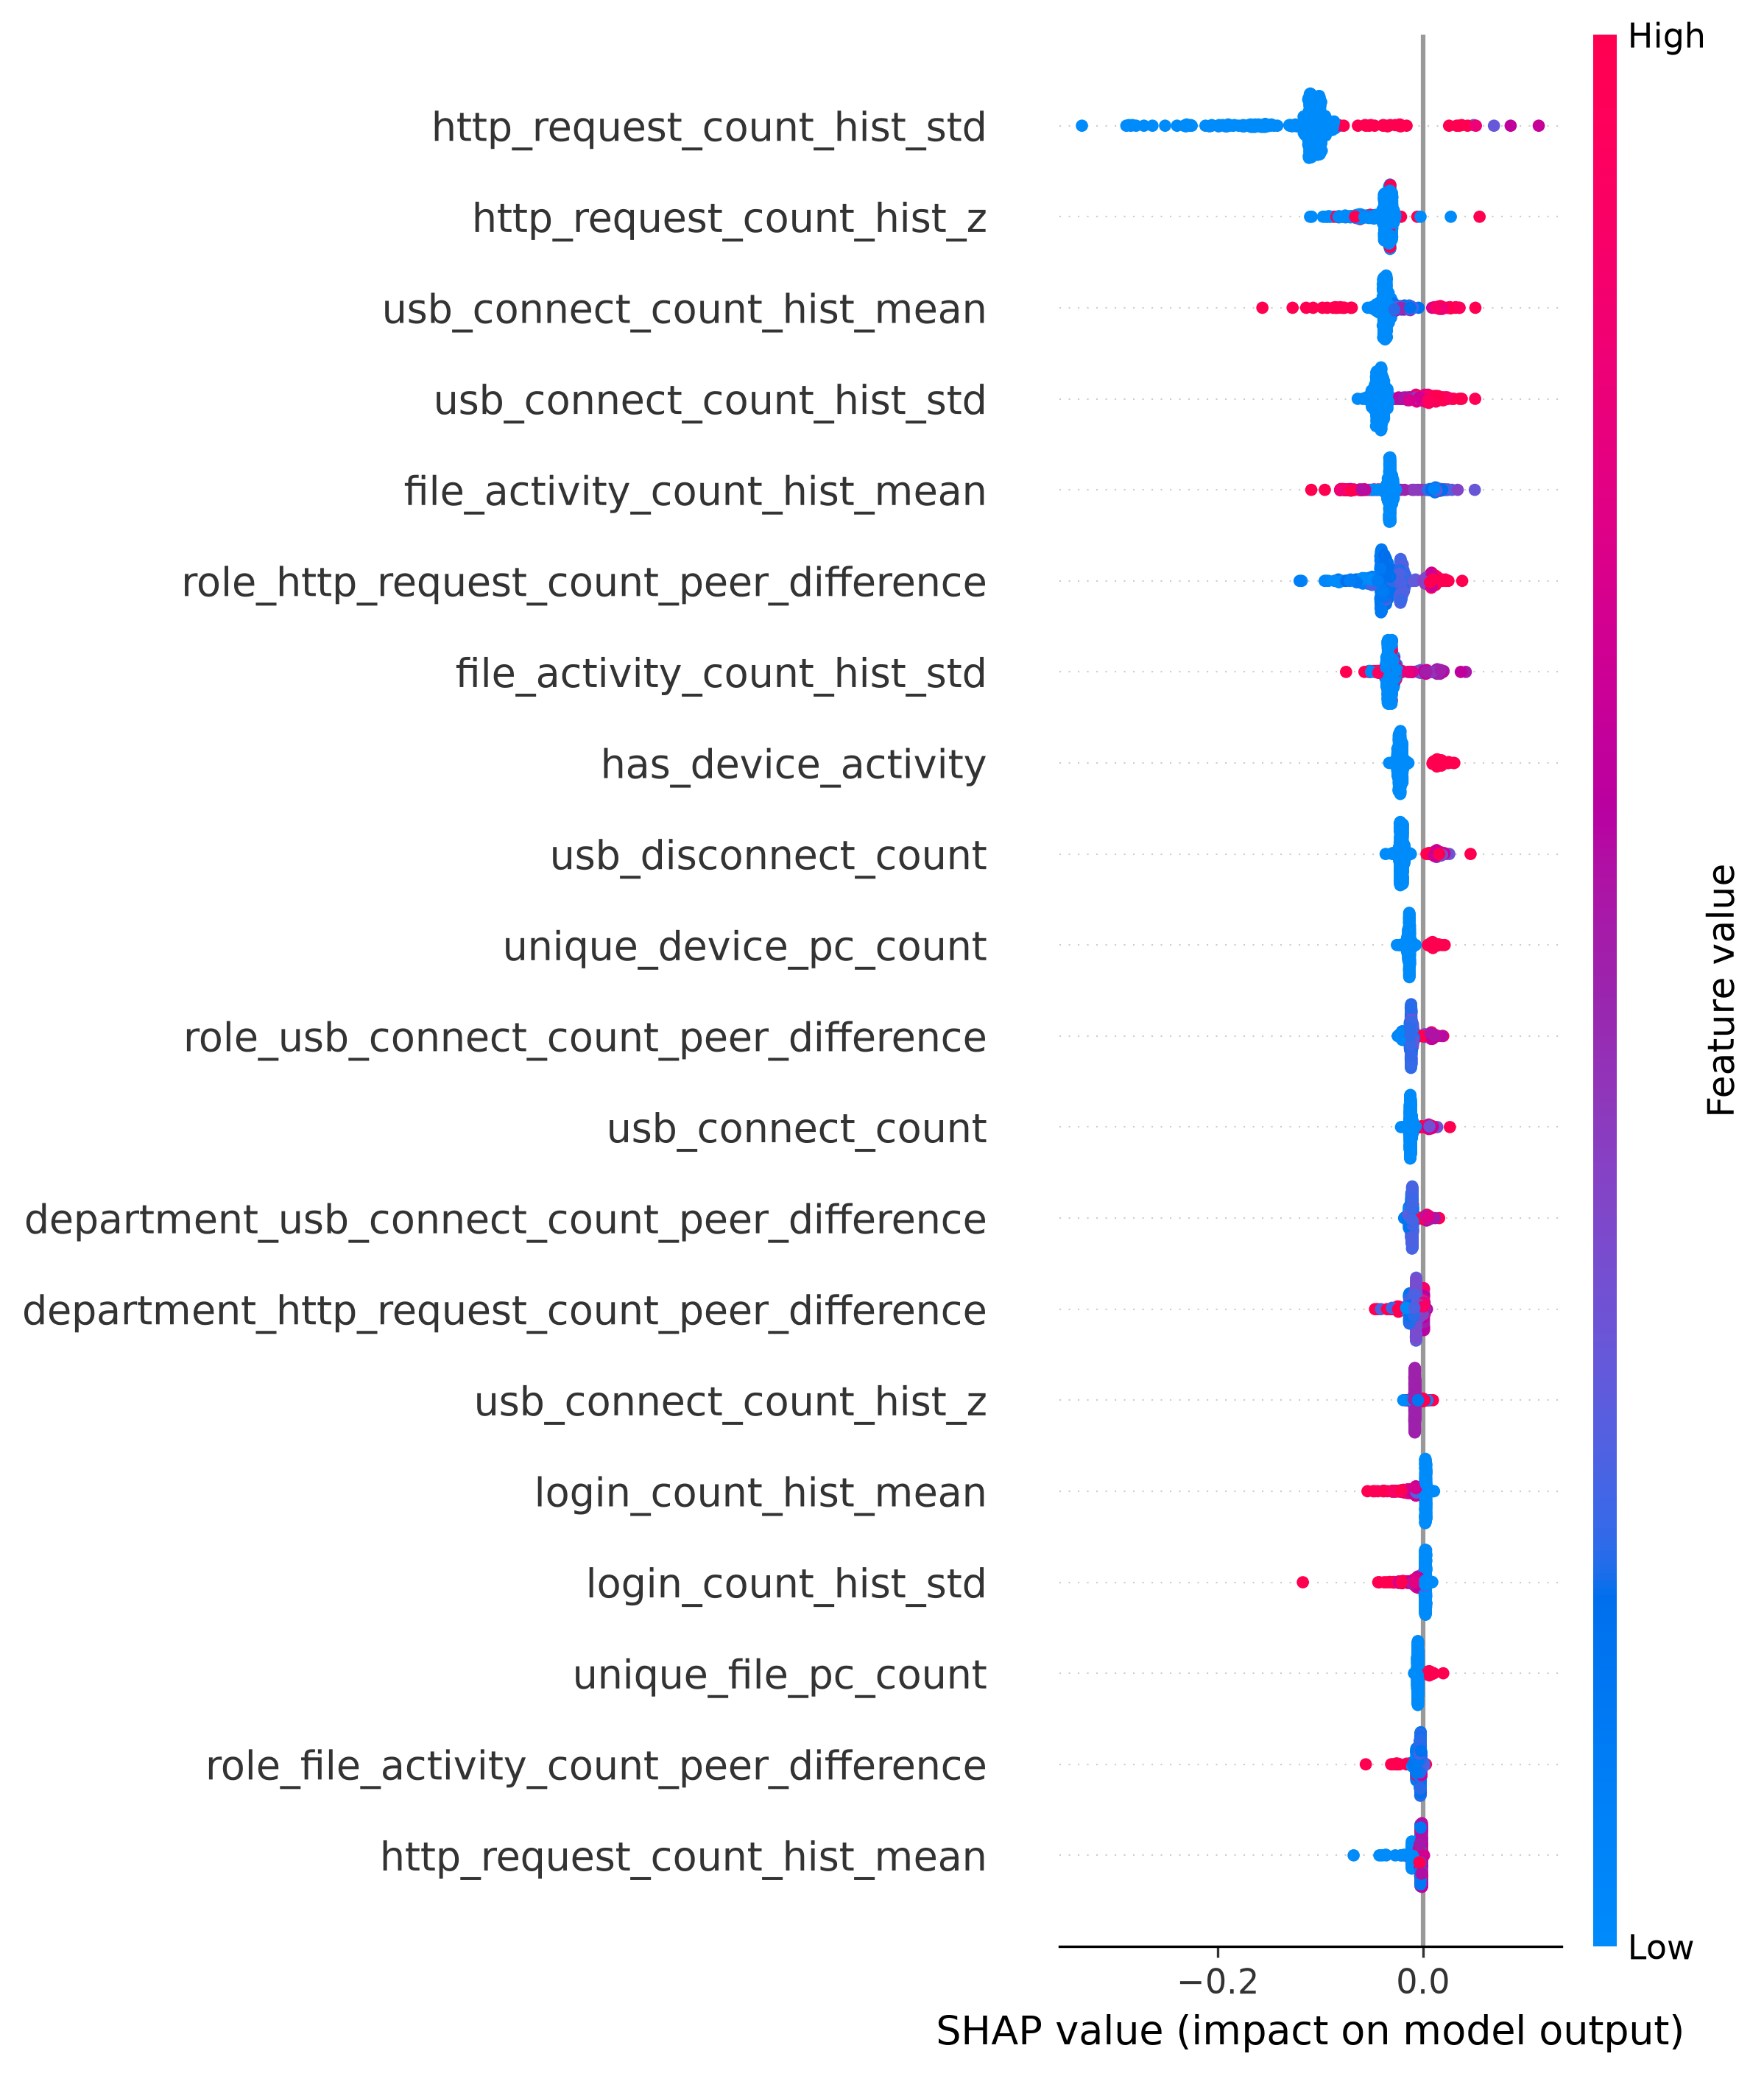 High
http_request_count_hist_std
http_request_count_hist_z
usb_connect_count_hist_mean
usb_connect_count_hist_std
file_activity_count_hist_mean
role_http_request_count_peer_difference
file_activity_count_hist_std
has_device_activity
usb_disconnect_count
unique_device_pc_count
role_usb_connect_count_peer_difference
usb_connect_count
department_usb_connect_count_peer_difference
department_http_request_count_peer_difference
usb_connect_count_hist_z
login_count_hist_mean
login_count_hist_std
unique_file_pc_count
role_file_activity_count_peer_difference
http_request_count_hist_mean
Feature value
Low
−0.2 0.0
SHAP value (impact on model output)